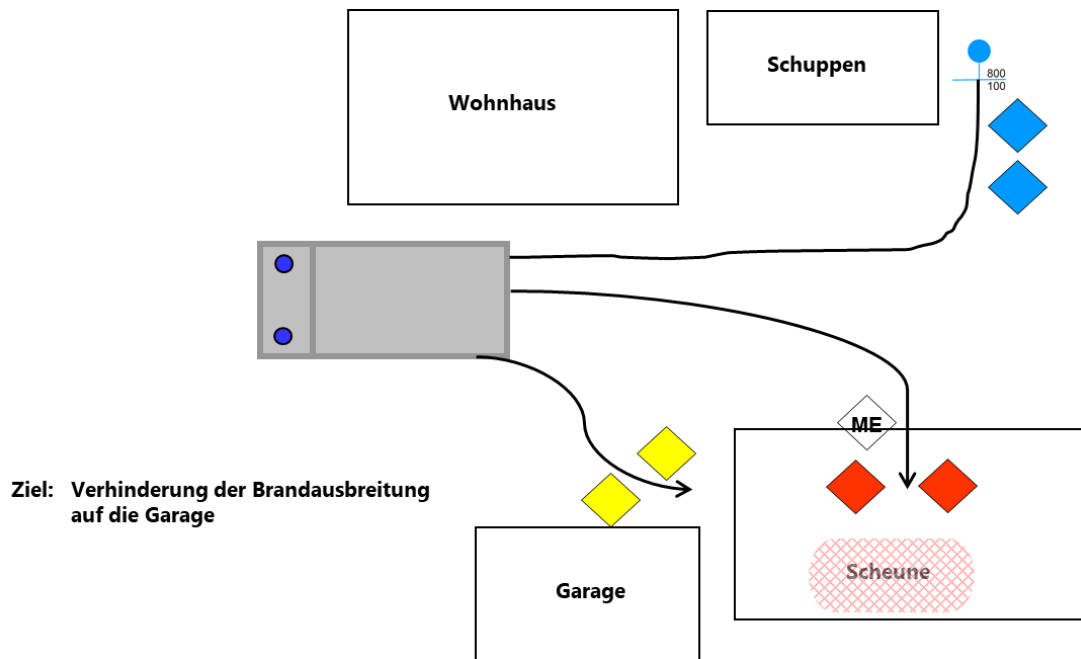 Wohnhaus
Schuppen
800
100
ME
Ziel: Verhinderung der Brandausbreitung
auf die Garage
Garage
Scheune